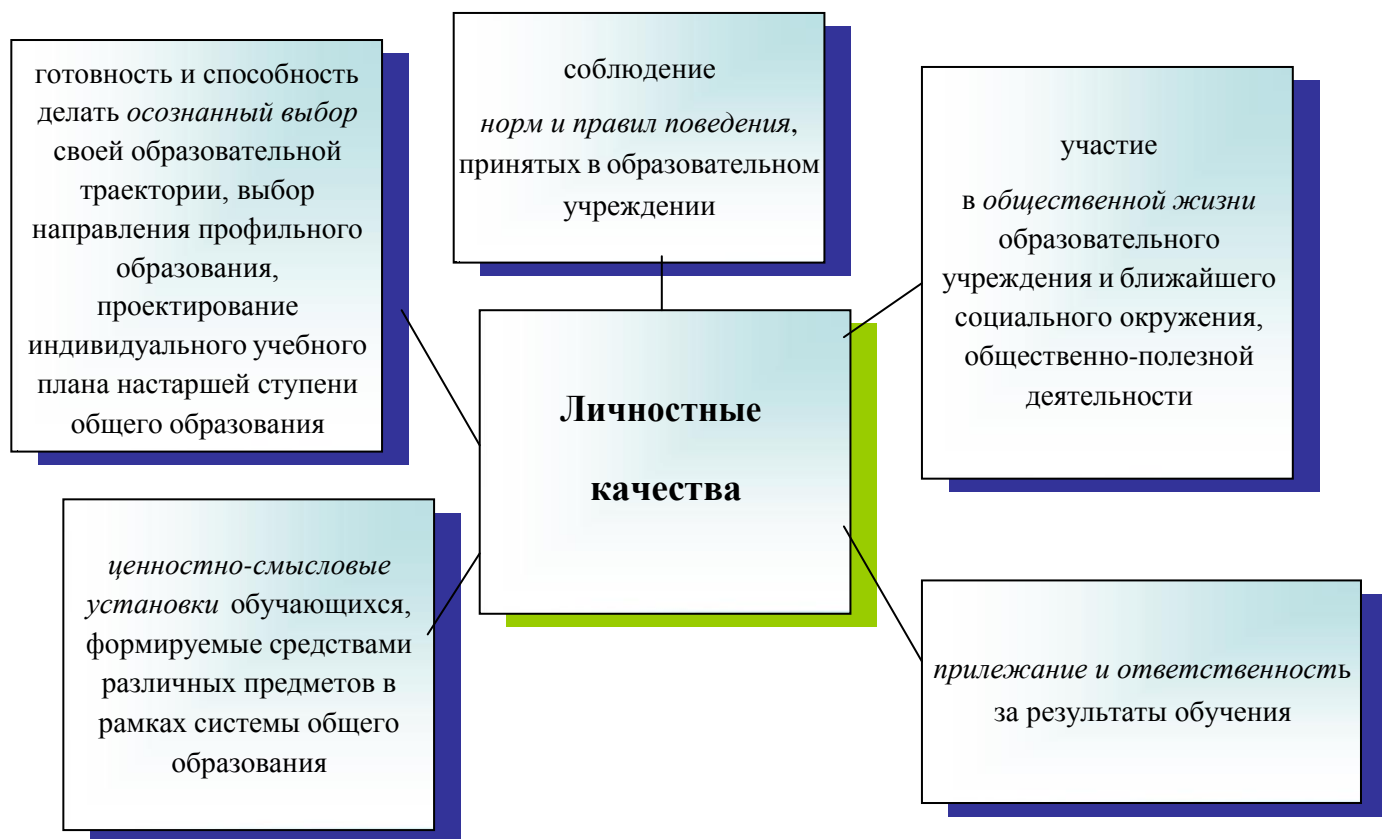 готовность и способность
делать осознанный выбор
своей образовательной
траектории, выбор
направления профильного
образования,
проектирование
индивидуального учебного
плана настаршей ступени
общего образования
соблюдение
норм и правил поведения,
принятых в образовательном
учреждении
участие
в общественной жизни
образовательного
учреждения и ближайшего
социального окружения,
общественно-полезной
деятельности
Личностные
качества
ценностно-смысловые
установки обучающихся,
формируемые средствами
различных предметов в
рамках системы общего
образования
прилежание и ответственность
за результаты обучения